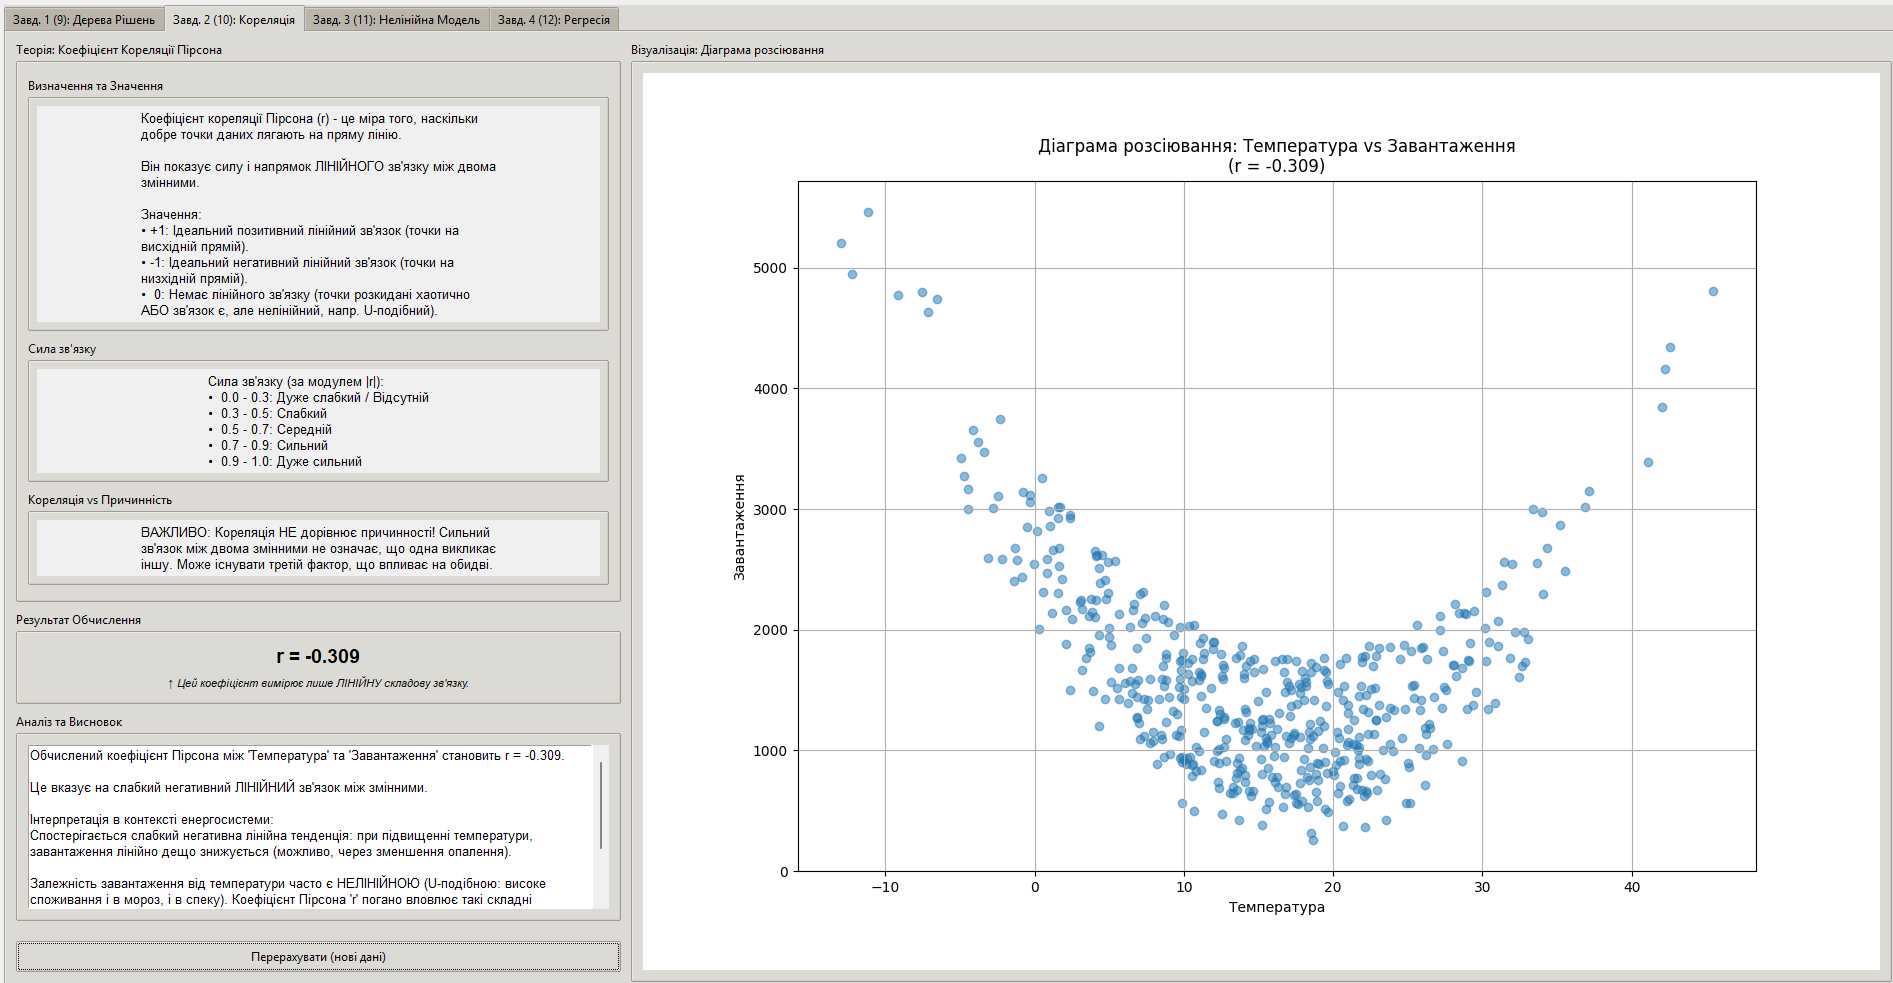 Завд. 1 (9): Дерева Рішень
Завд. 2 (10): Кореляція
Завд. 3 (11): Нелінійна Модель
Завд. 4 (12): Регресія
Теорія: Коефіцієнт Кореляції Пірсона
Визначення та Значення
Коефіцієнт кореляції Пірсона (r) - це міра того, наскільки
добре точки даних лягають на пряму лінію.
Він показує силу і напрямок ЛІНІЙНОГО зв'язку між двома
змінними.
Значення:
• +1: Ідеальний позитивний лінійний зв'язок (точки на
висхідній прямій).
• -1: Ідеальний негативний лінійний зв'язок (точки на
низхідній прямій).
•  0: Немає лінійного зв'язку (точки розкидані хаотично
АБО зв'язок є, але нелінійний, напр. U-подібний).
Сила зв'язку
Сила зв'язку (за модулем |r|):
•  0.0 - 0.3: Дуже слабкий / Відсутній
•  0.3 - 0.5: Слабкий
•  0.5 - 0.7: Середній
•  0.7 - 0.9: Сильний
•  0.9 - 1.0: Дуже сильний
Кореляція vs Причинність
ВАЖЛИВО: Кореляція НЕ дорівнює причинності! Сильний
зв'язок між двома змінними не означає, що одна викликає
іншу. Може існувати третій фактор, що впливає на обидві.
Результат Обчислення
r = -0.309
↑ Цей коефіцієнт вимірює лише ЛІНІЙНУ складову зв'язку.
Аналіз та Висновок
Обчислений коефіцієнт Пірсона між 'Температура' та 'Завантаження' становить r = -0.309.
Це вказує на слабкий негативний ЛІНІЙНИЙ зв'язок між змінними.
Інтерпретація в контексті енергосистеми:
Спостерігається слабкий негативна лінійна тенденція: при підвищенні температури,
завантаження лінійно дещо знижується (можливо, через зменшення опалення).
Залежність завантаження від температури часто є НЕЛІНІЙНОЮ (U-подібною: високе
споживання і в мороз, і в спеку). Коефіцієнт Пірсона 'r' погано вловлює такі складні
Перерахувати (нові дані)
Візуалізація: Діаграма розсіювання
Діаграма розсіювання: Температура vs Завантаження
(r = -0.309)
Завантаження
5000
4000
3000
2000
1000
0
−10
0
10
20
30
40
Температура